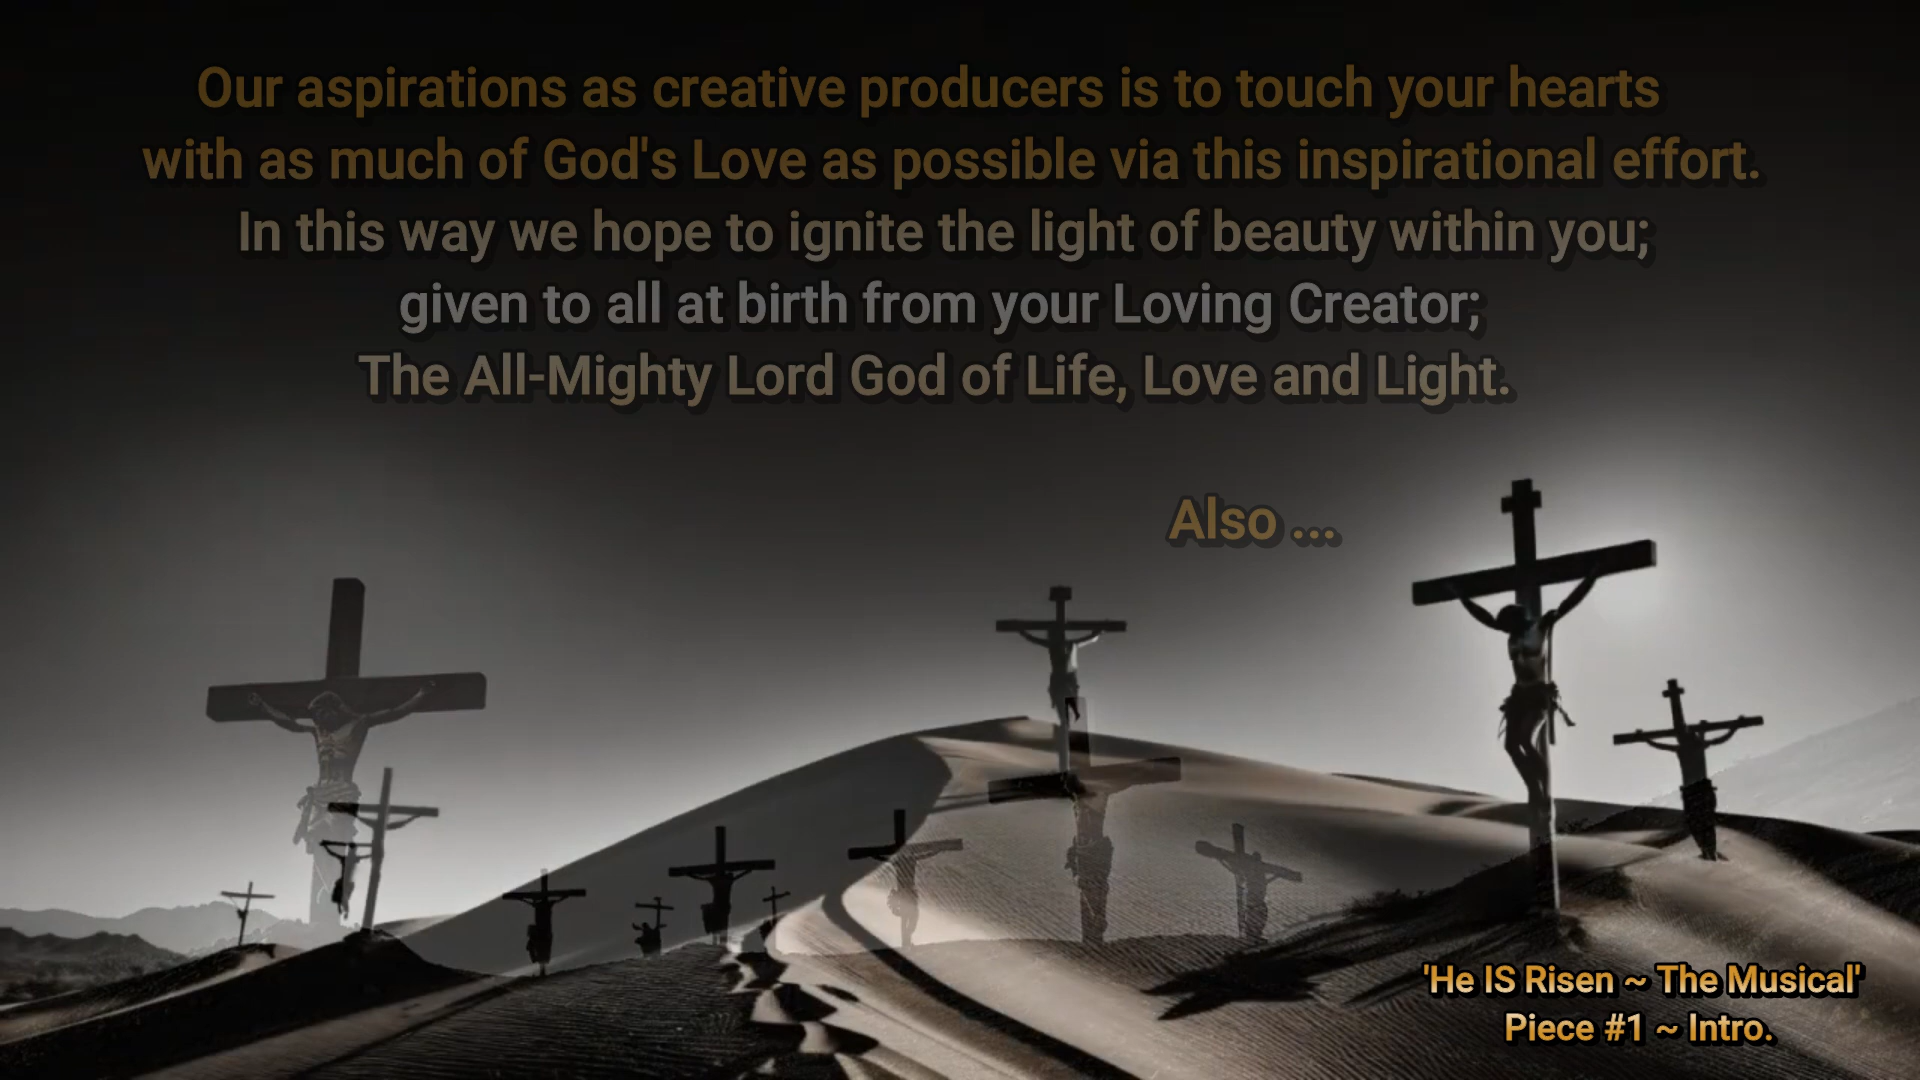 Our aspirations as creative producers is to touch your hearts
with as much of God's Love as possible via this inspirational effort.
In this way we hope to ignite the light of beauty within you;
given to all at birth from your Loving Creator;
The All-Mighty Lord God of Life, Love and Light.
Also ...
'He IS Risen ~ The Musical'
Piece #1 ~ Intro.